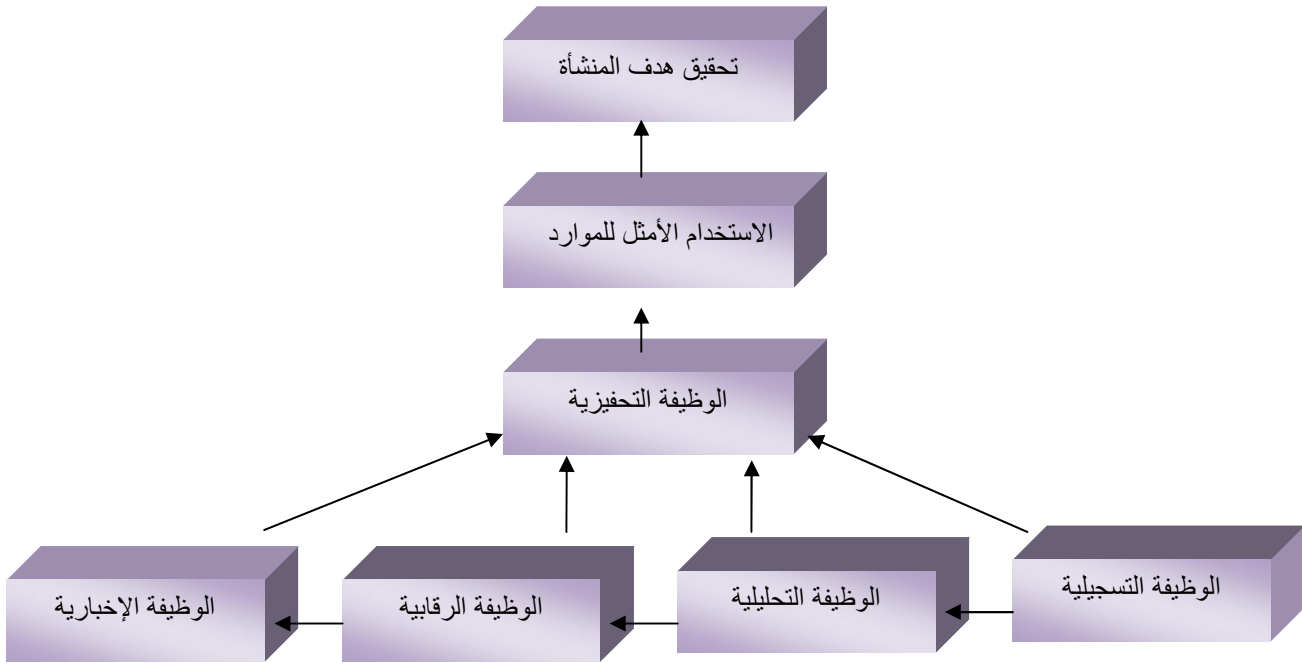 تحقيق هدف المنشأة
الاستخدام الأمثل للموارد
الوظيفة التحفيزية
الوظيفة التسجيلية
الوظيفة التحليلية
الوظيفة الرقابية
الوظيفة الإخبارية